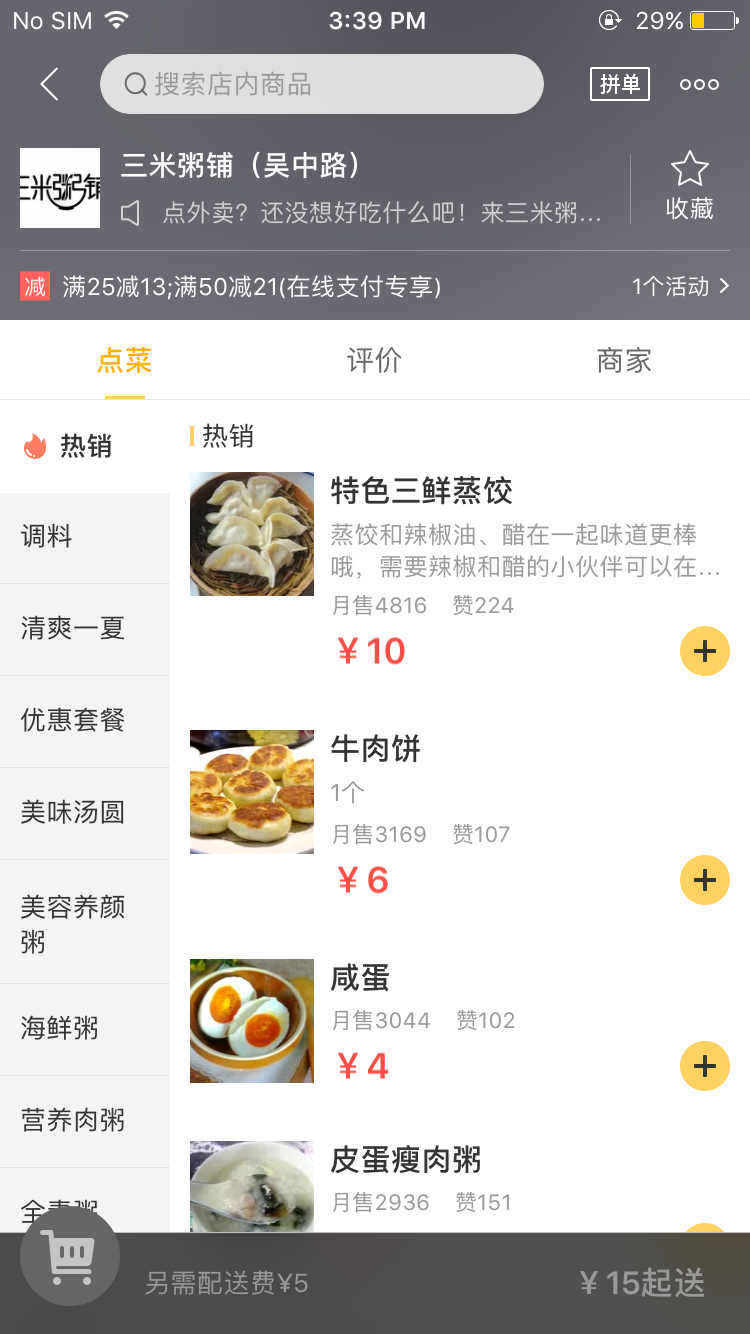 No SIM 3:39 PM 29%
搜索店内商品 拼单
三米粥铺
三米粥铺（吴中路）
点外卖？还没想好吃什么吧！来三米粥...
收藏
减 满25减13;满50减21(在线支付专享) 1个活动
点菜 评价 商家
热销
调料
清爽一夏
优惠套餐
美味汤圆
美容养颜
粥
海鲜粥
营养肉粥
全素粥
热销
特色三鲜蒸饺
蒸饺和辣椒油、醋在一起味道更棒
哦，需要辣椒和醋的小伙伴可以在...
月售4816 赞224
￥10
牛肉饼
1个
月售3169 赞107
￥6
咸蛋
月售3044 赞102
￥4
皮蛋瘦肉粥
月售2936 赞151
另需配送费¥5 ￥15起送